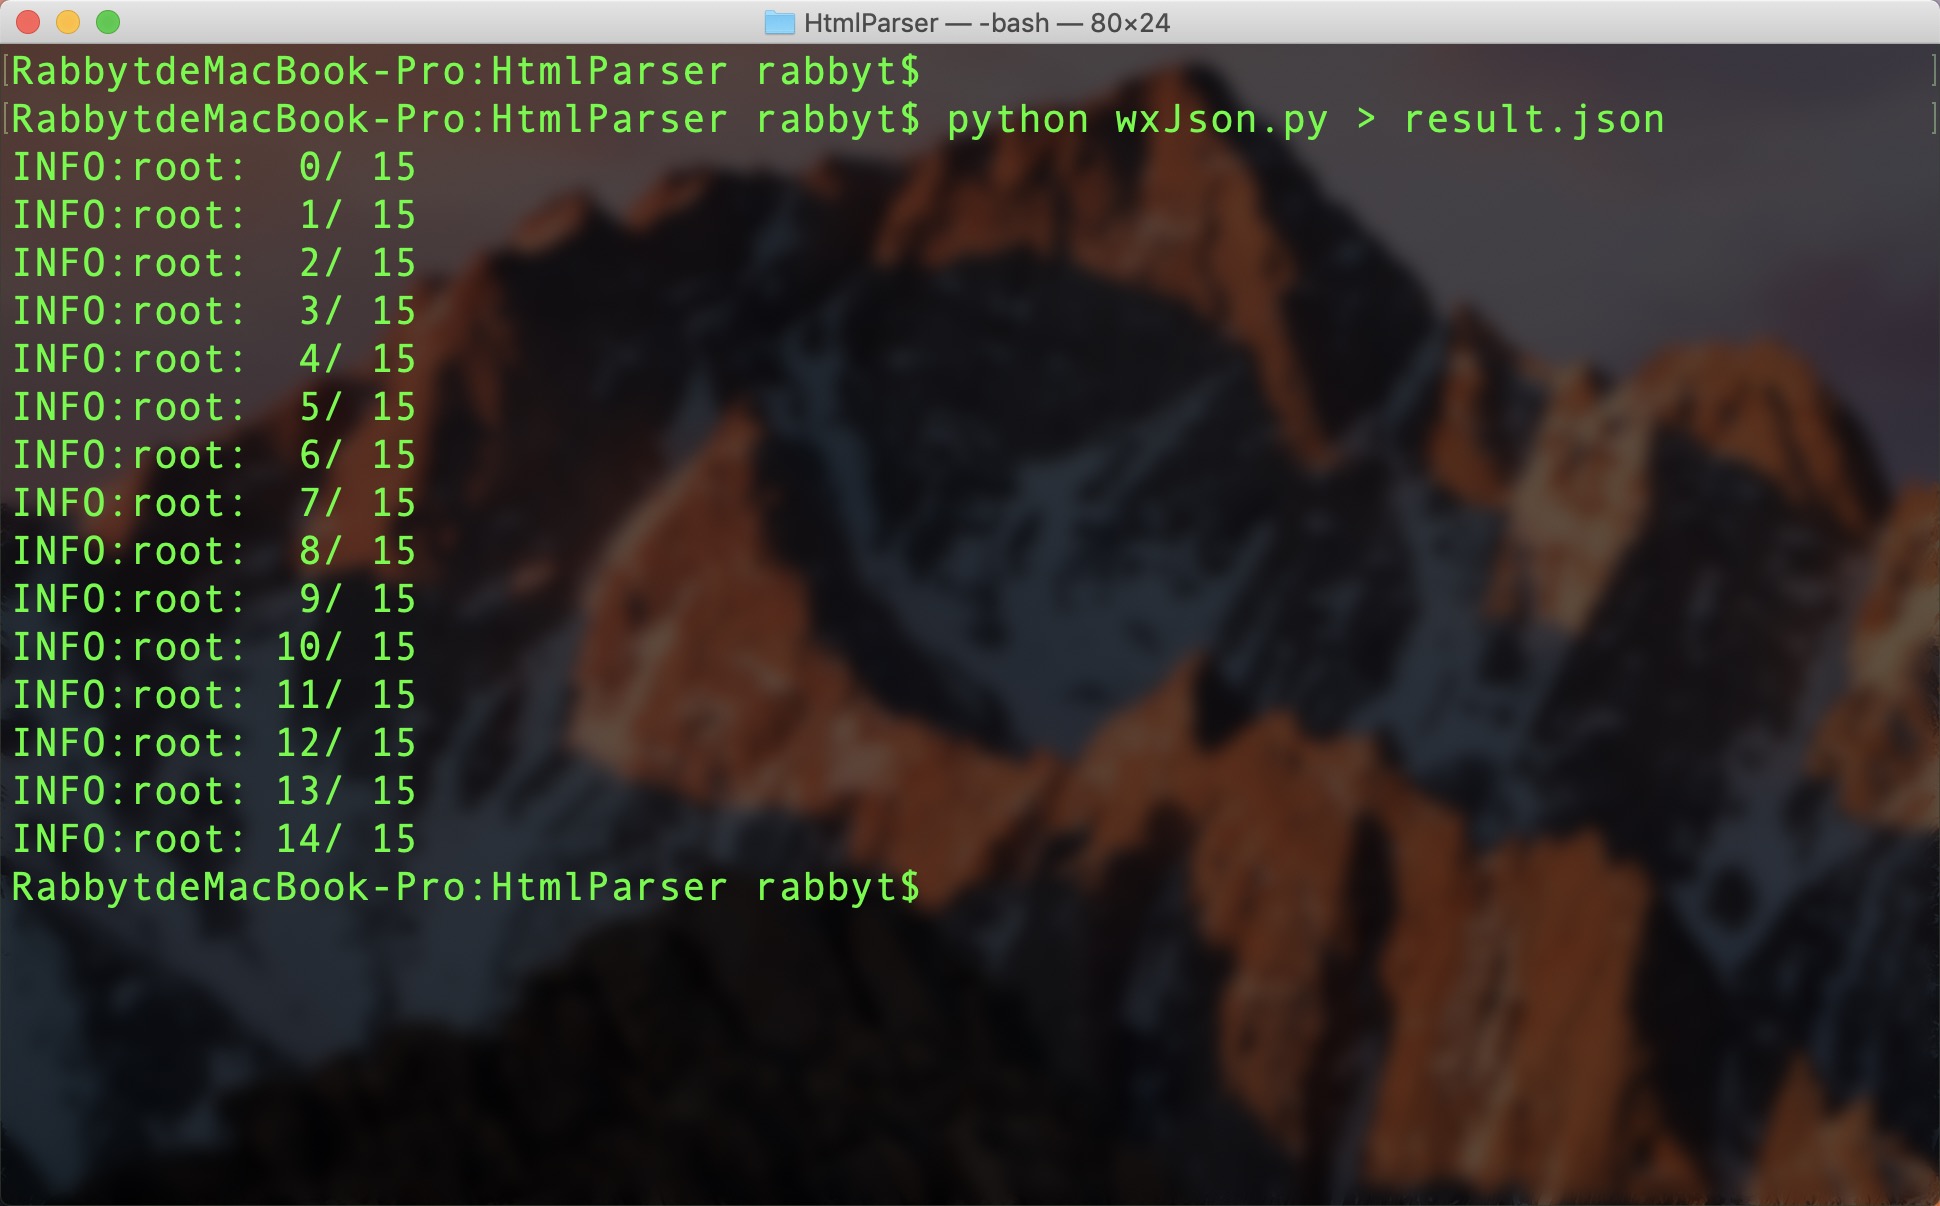 HtmlParser — -bash — 80×24
[RabbytdeMacBook-Pro:HtmlParser rabbyt$ ]
[RabbytdeMacBook-Pro:HtmlParser rabbyt$ python wxJson.py > result.json ]
INFO:root:  0/ 15
INFO:root:  1/ 15
INFO:root:  2/ 15
INFO:root:  3/ 15
INFO:root:  4/ 15
INFO:root:  5/ 15
INFO:root:  6/ 15
INFO:root:  7/ 15
INFO:root:  8/ 15
INFO:root:  9/ 15
INFO:root: 10/ 15
INFO:root: 11/ 15
INFO:root: 12/ 15
INFO:root: 13/ 15
INFO:root: 14/ 15
RabbytdeMacBook-Pro:HtmlParser rabbyt$